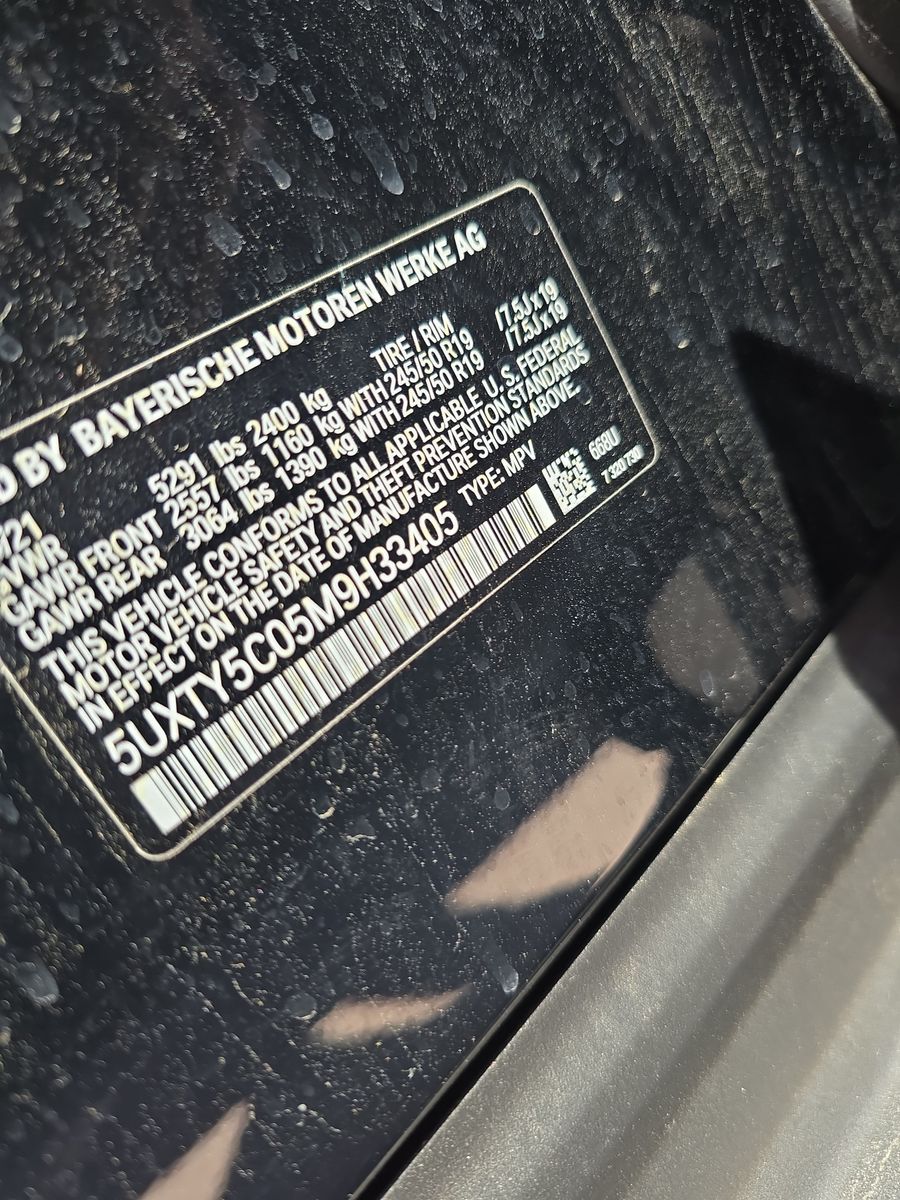 D BY BAYERISCHE MOTOREN WERKE AG
/21
GVWR 5291 lbs 2400 kg TIRE / RIM
GAWR FRONT 2557 lbs 1160 kg WITH 245/50 R19 /7,5Jx19
GAWR REAR 3064 lbs 1390 kg WITH 245/50 R19 /7,5Jx19
THIS VEHICLE CONFORMS TO ALL APPLICABLE U. S. FEDERAL
MOTOR VEHICLE SAFETY AND THEFT PREVENTION STANDARDS
IN EFFECT ON THE DATE OF MANUFACTURE SHOWN ABOVE.
5UXTY5C05M9H33405 TYPE: MPV
668U